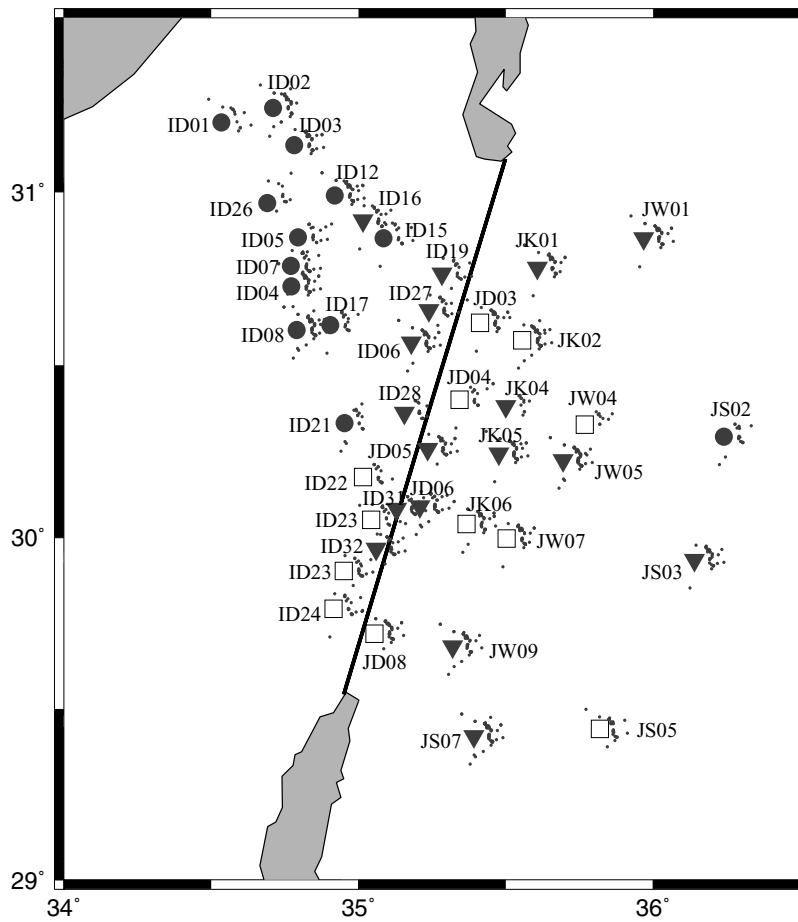 ID02
ID01
ID03
ID12
31°
ID16
ID26
JW01
ID15
ID05
JK01
ID19
ID07
ID04
ID27
JD03
ID17
ID08
JK02
ID06
JD04
JK04
ID28
JW04
JS02
ID21
JK05
JD05
JW05
ID22
JD06
ID31
JK06
ID23
30°
JW07
ID32
ID23
JS03
ID24
JW09
JD08
JS05
JS07
29°
34° 35° 36°